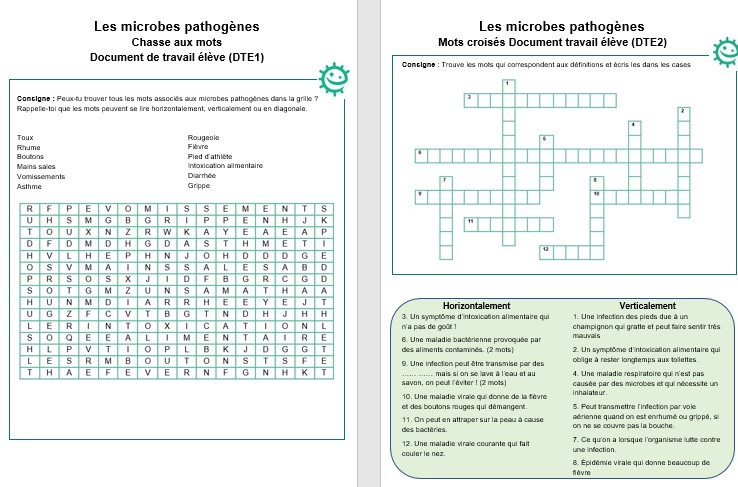 Les microbes pathogènes
Chasse aux mots
Document de travail élève (DTE1)
Consigne : Peux-tu trouver tous les mots associés aux microbes pathogènes dans la grille ?
Rappelle-toi que les mots peuvent se lire horizontalement, verticalement ou en diagonale.
Toux
Rhume
Boutons
Mains sales
Vomissements
Asthme
Rougeole
Fièvre
Pied d'athlète
Intoxication alimentaire
Diarrhée
Grippe
R F P E V O M I S S E M E N T S
U H S M G B G R I P P E N H J K
T O U X N Z R W K A Y E A E A P
D F D M D H G D A S T H M E T I
H V L H E P H N J O H D D D G E
O S V M A I N S S A L E S A B D
P R S O S X J I D F B G R C G D
S O T G M Z U N S A M A T H A A
H U N M D I A R R H E E Y E J T
U G Z F C V T B G T N D H J H H
L E R I N T O X I C A T I O N L
S O Q E E A L I M E N T A I R E
H L P V T I O P L B K J D G G T
L E S R M B O U T O N S T S F E
T H A E F E V E R N F G N H K T
Les microbes pathogènes
Mots croisés Document travail élève (DTE2)
Consigne : Trouve les mots qui correspondent aux définitions et écris les dans les cases
1
3
2
4
5
6
7
8
9
10
11
12
Horizontalement
3. Un symptôme d'intoxication alimentaire qui
n'a pas de goût !
6. Une maladie bactérienne provoquée par
des aliments contaminés. (2 mots)
9. Une infection peut être transmise par des
…… …… mais si on se lave à l'eau et au
savon, on peut l'éviter ! (2 mots)
10. Une maladie virale qui donne de la fièvre
et des boutons rouges qui démangent.
11. On peut en attraper sur la peau à cause
des bactéries.
12. Une maladie virale courante qui fait
couler le nez.
Verticalement
1. Une infection des pieds due à un
champignon qui gratte et peut faire sentir très
mauvais
2. Un symptôme d'intoxication alimentaire qui
oblige à rester longtemps aux toilettes.
4. Une maladie respiratoire qui n'est pas
causée par des microbes et qui nécessite un
inhalateur.
5. Peut transmettre l'infection par voie
aérienne quand on est enrhumé ou grippé, si
on ne se couvre pas la bouche.
7. Ce qu'on a lorsque l'organisme lutte contre
une infection.
8. Épidémie virale qui donne beaucoup de
fièvre